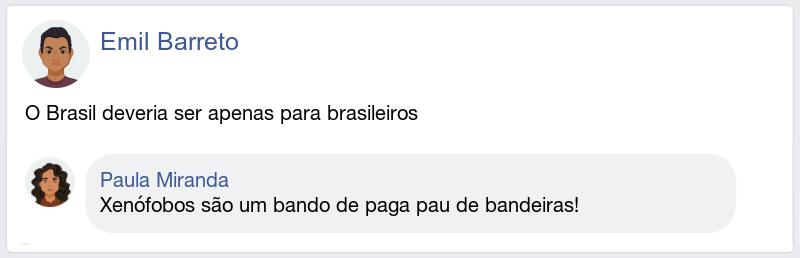 Emil Barreto
O Brasil deveria ser apenas para brasileiros
Paula Miranda
Xenófobos são um bando de paga pau de bandeiras!